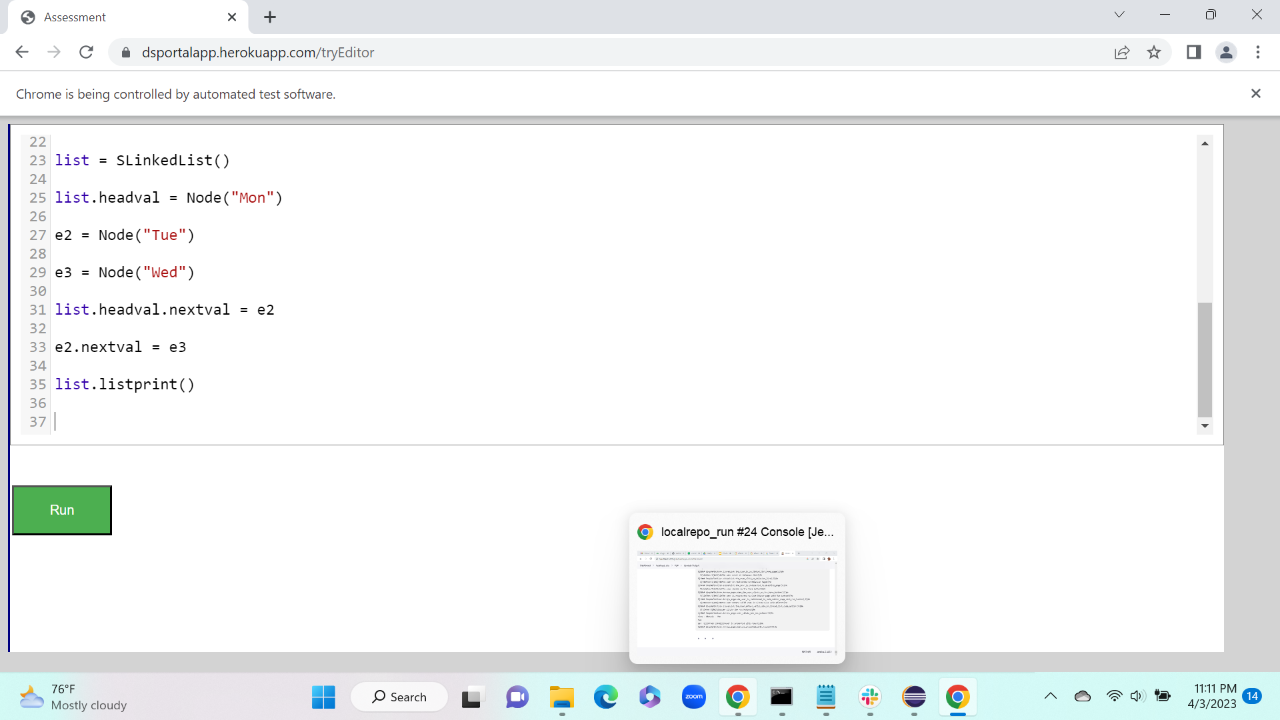 Assessment
dsportalapp.herokuapp.com/tryEditor
Chrome is being controlled by automated test software.
22
23 list = SLinkedList()
24
25 list.headval = Node("Mon")
26
27 e2 = Node("Tue")
28
29 e3 = Node("Wed")
30
31 list.headval.nextval = e2
32
33 e2.nextval = e3
34
35 list.listprint()
36
37
Run
localrepo_run #24 Console [Je...
76°F
Mostly cloudy
Search
zoom
11:11 PM
4/3/2023
14